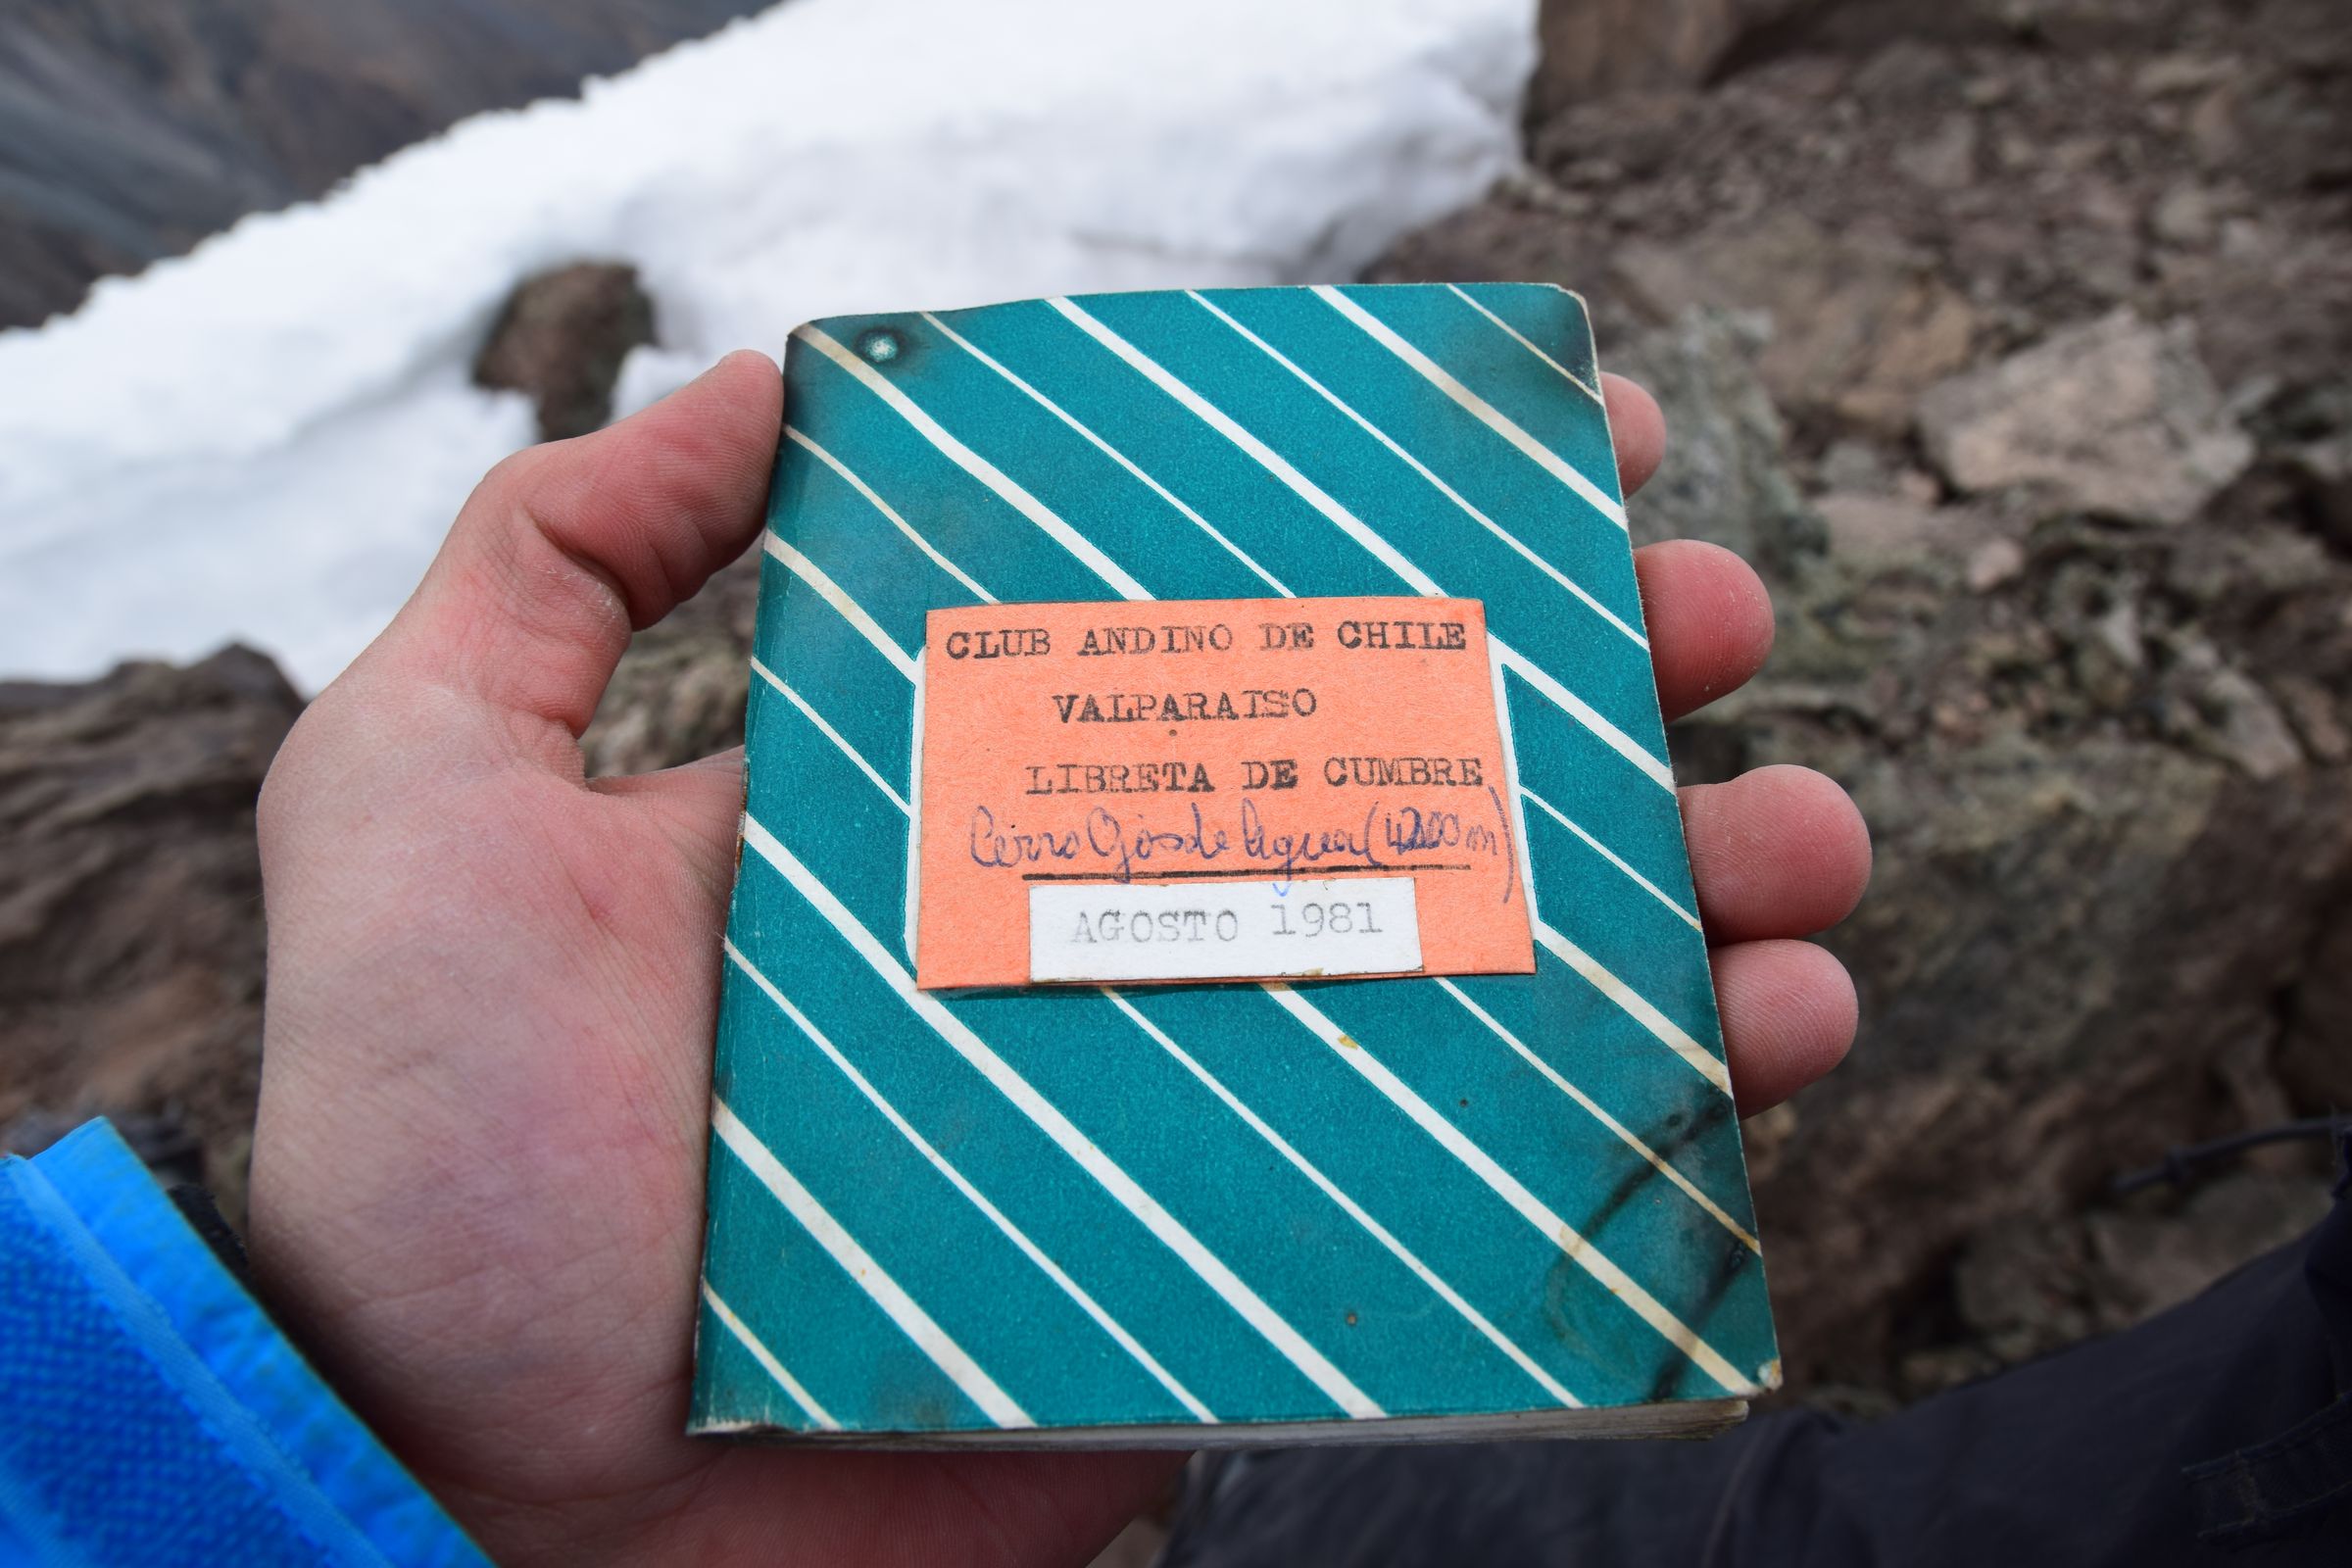 CLUB ANDINO DE CHILE
VALPARAISO
LIBRETA DE CUMBRE
Cerro Ojos de Agua (4200 m)
AGOSTO 1981